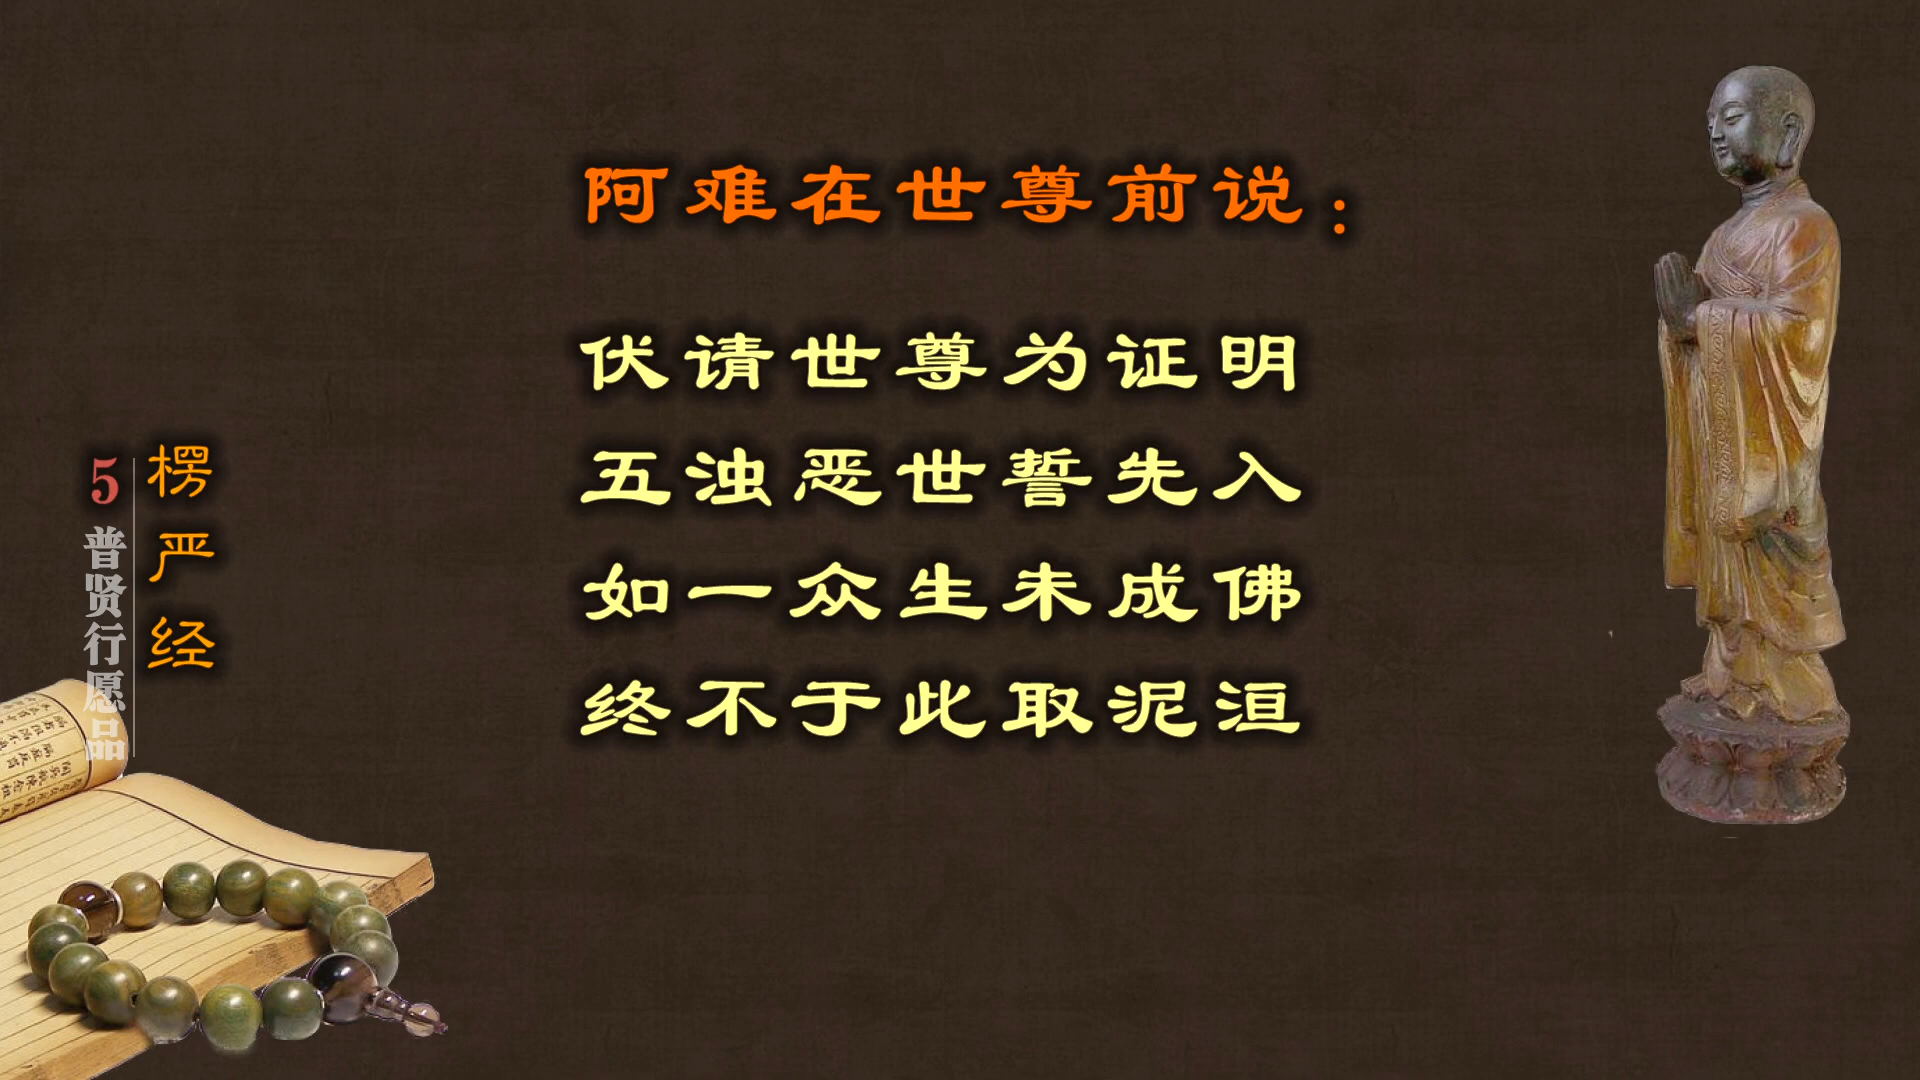 阿难在世尊前说：
伏请世尊为证明
五浊恶世誓先入
如一众生未成佛
终不于此取泥洹
楞严经
5
普贤行愿品